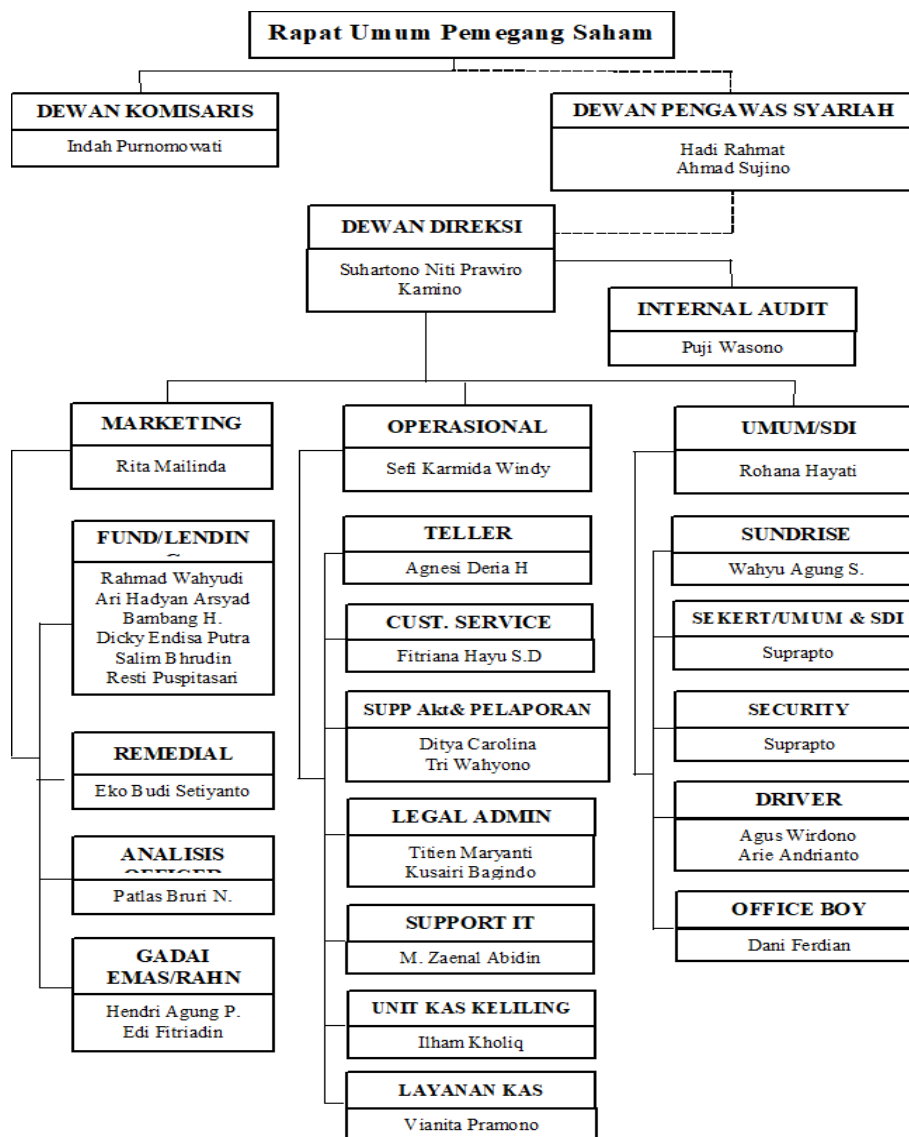 Rapat Umum Pemegang Saham
DEWAN KOMISARIS
Indah Purnomowati
DEWAN PENGAWAS SYARIAH
Hadi Rahmat
Ahmad Sujino
DEWAN DIREKSI
Suhartono Niti Prawiro
Kamino
INTERNAL AUDIT
Puji Wasono
MARKETING
Rita Mailinda
FUND/LENDIN
Rahmad Wahyudi
Ari Hadyan Arsyad
Bambang H.
Dicky Endisa Putra
Salim Bhrudin
Resti Puspitasari
REMEDIAL
Eko Budi Setiyanto
ANALISIS
OFFICER
Patlas Bruri N.
GADAI
EMAS/RAHN
Hendri Agung P.
Edi Fitriadin
OPERASIONAL
Sefi Karmida Windy
TELLER
Agnesi Deria H
CUST. SERVICE
Fitriana Hayu S.D
SUPP Akt& PELAPORAN
Ditya Carolina
Tri Wahyono
LEGAL ADMIN
Titien Maryanti
Kusairi Bagindo
SUPPORT IT
M. Zaenal Abidin
UNIT KAS KELILING
Ilham Kholiq
LAYANAN KAS
Vianita Pramono
UMUM/SDI
Rohana Hayati
SUNDRISE
Wahyu Agung S.
SEKERT/UMUM & SDI
Suprapto
SECURITY
Suprapto
DRIVER
Agus Wirdono
Arie Andrianto
OFFICE BOY
Dani Ferdian